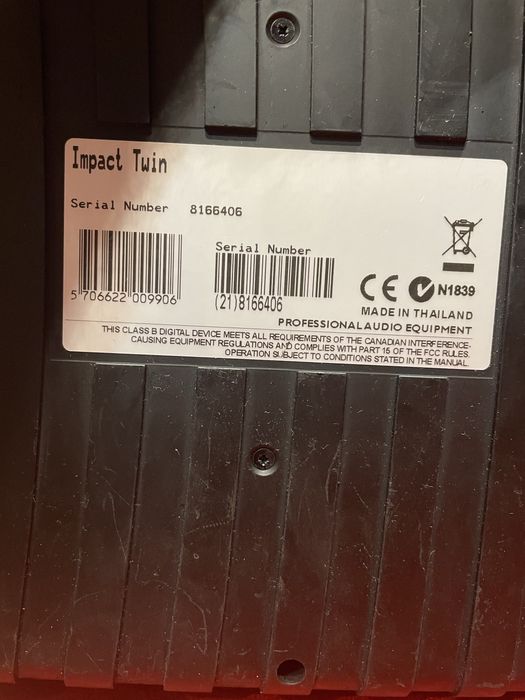 Impact Twin
Serial Number 8166406
Serial Number
5 706622 009906
(21)8166406
CE N1839
MADE IN THAILAND
PROFESSIONAL AUDIO EQUIPMENT
THIS CLASS B DIGITAL DEVICE MEETS ALL REQUIREMENTS OF THE CANADIAN INTERFERENCE-
CAUSING EQUIPMENT REGULATIONS AND COMPLIES WITH PART 15 OF THE FCC RULES.
OPERATION SUBJECT TO CONDITIONS STATED IN THE MANUAL.